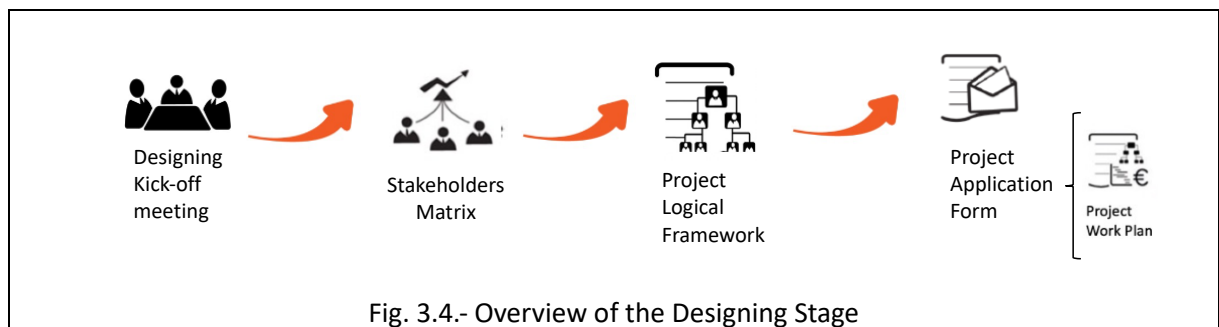 Designing
Kick-off
meeting
Stakeholders
Matrix
Project
Logical
Framework
Project
Application
Form
€
Project
Work Plan
Fig. 3.4.- Overview of the Designing Stage